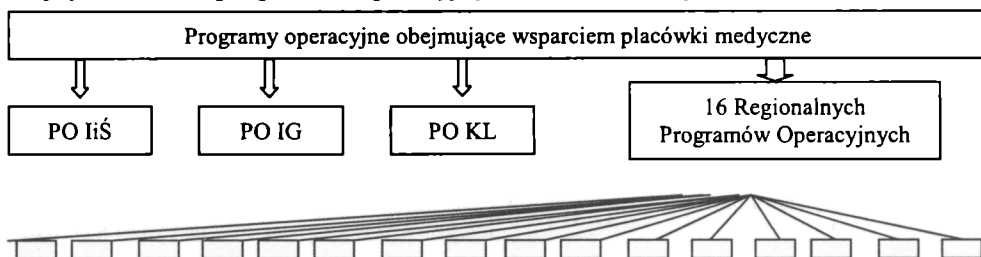 Programy operacyjne obejmujące wsparciem placówki medyczne
PO IiŚ
PO IG
PO KL
16 Regionalnych
Programów Operacyjnych